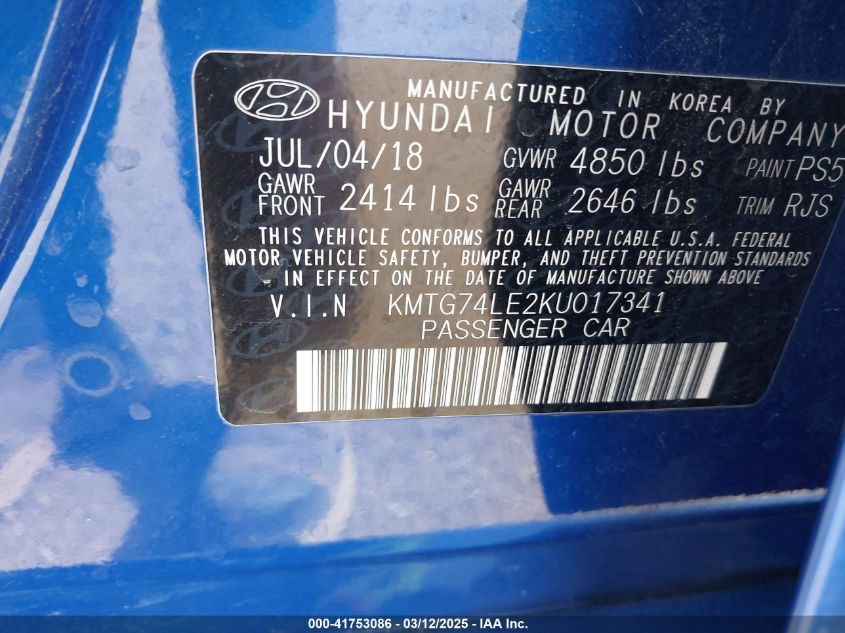 MANUFACTURED IN KOREA BY
HYUNDAI MOTOR COMPANY
JUL/04/18 GVWR 4850 lbs PAINT PS5
GAWR FRONT 2414 lbs GAWR REAR 2646 lbs TRIM RJS
THIS VEHICLE CONFORMS TO ALL APPLICABLE U.S.A. FEDERAL
MOTOR VEHICLE SAFETY, BUMPER, AND THEFT PREVENTION STANDARDS
IN EFFECT ON THE DATE OF MANUFACTURE SHOWN ABOVE
V.I.N KMTG74LE2KU017341
PASSENGER CAR
000-41753086 - 03/12/2025 - IAA Inc.